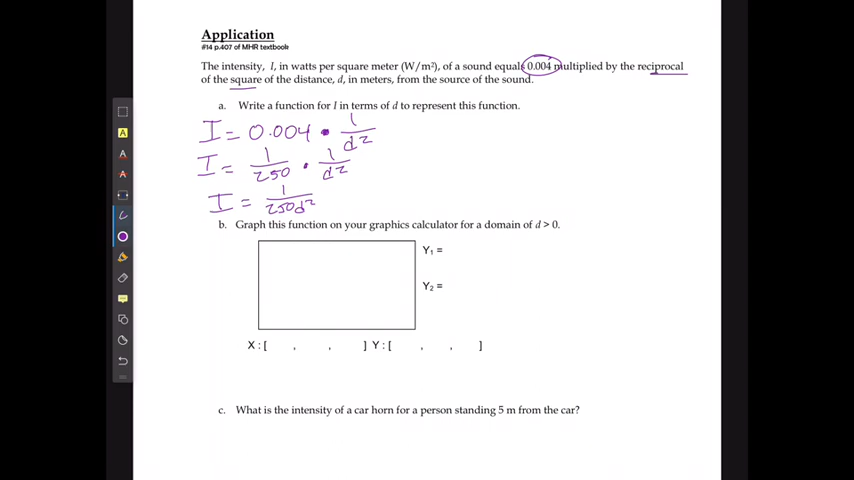 Application
#14 p.407 of MHR textbook
The intensity, I, in watts per square meter (W/m²), of a sound equals 0.004 multiplied by the reciprocal
of the square of the distance, d, in meters, from the source of the sound.
a. Write a function for I in terms of d to represent this function.
I = 0.004 • 1/d²
I = 1/250 • 1/d²
I = 1/250d²
b. Graph this function on your graphics calculator for a domain of d > 0.
Y₁ =
Y₂ =
X : [ , , ] Y : [ , , ]
c. What is the intensity of a car horn for a person standing 5 m from the car?